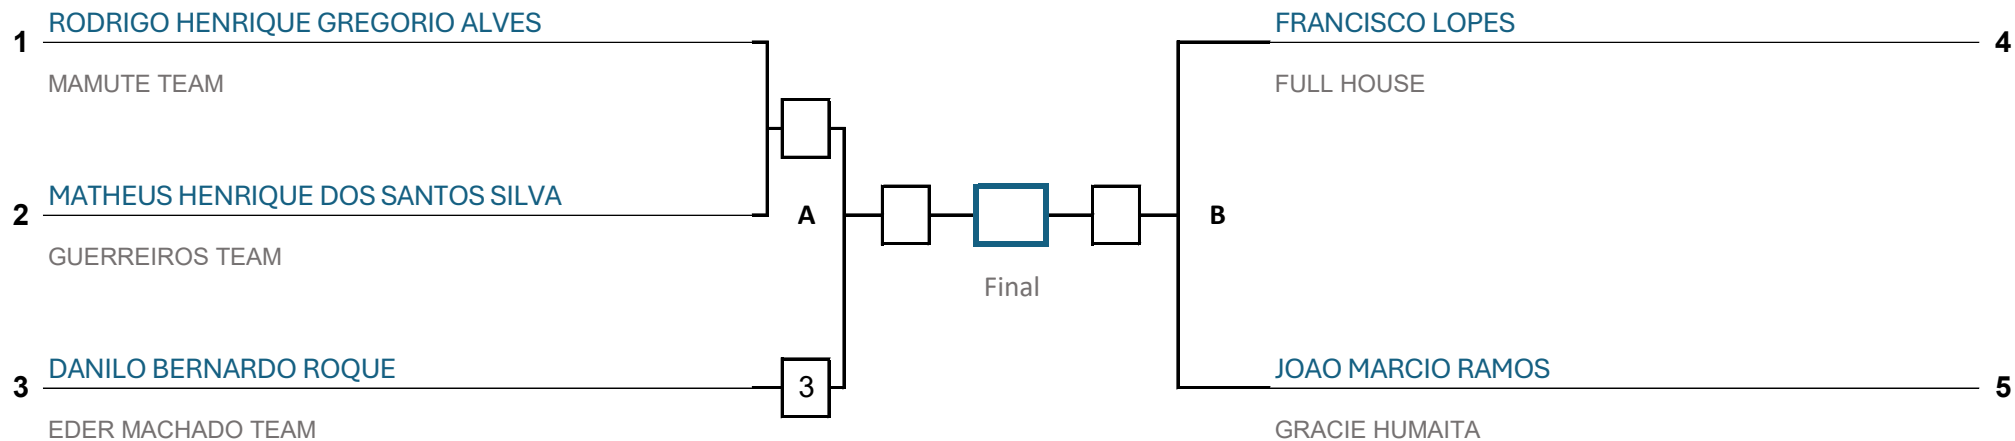 1 RODRIGO HENRIQUE GREGORIO ALVES
MAMUTE TEAM
2 MATHEUS HENRIQUE DOS SANTOS SILVA
GUERREIROS TEAM
A
3 DANILO BERNARDO ROQUE 3
EDER MACHADO TEAM
Final
B
FRANCISCO LOPES 4
FULL HOUSE
JOAO MARCIO RAMOS 5
GRACIE HUMAITA